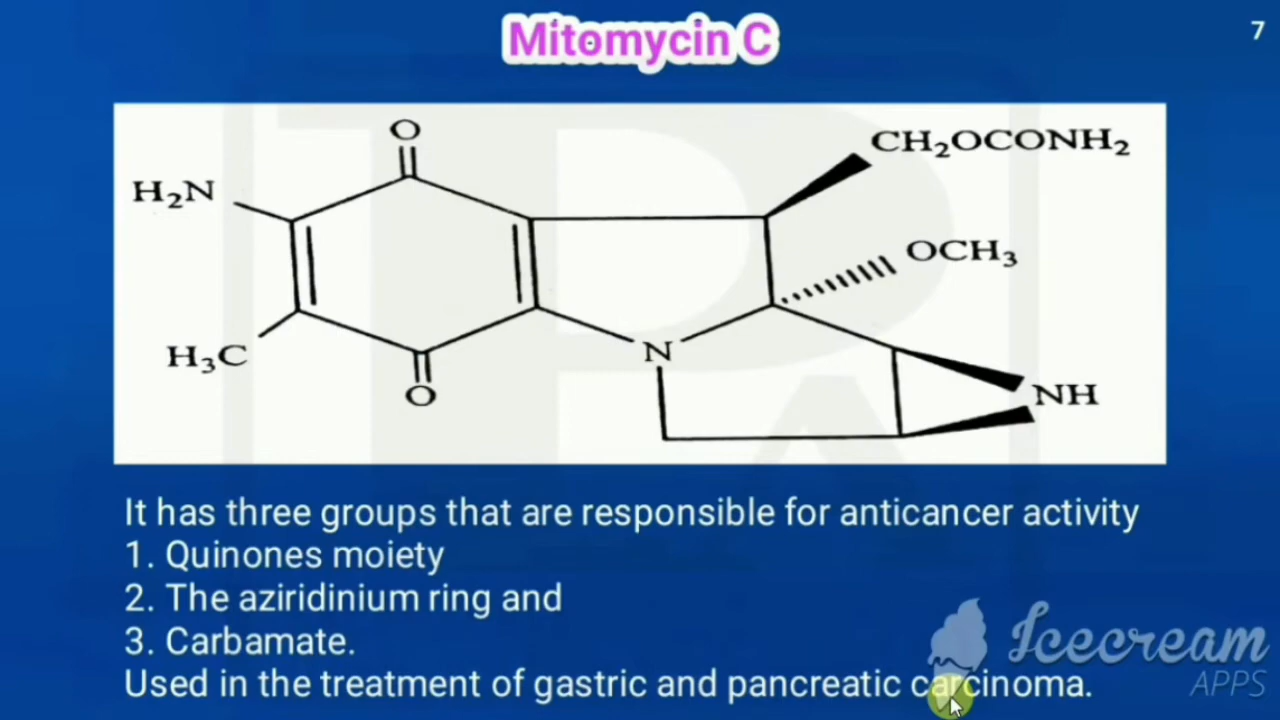 Mitomycin C
7
O
CH₂OCONH₂
H₂N
OCH₃
H₃C
N
O
NH
It has three groups that are responsible for anticancer activity
1. Quinones moiety
2. The aziridinium ring and
3. Carbamate.
Used in the treatment of gastric and pancreatic carcinoma.
Icecream
APPS